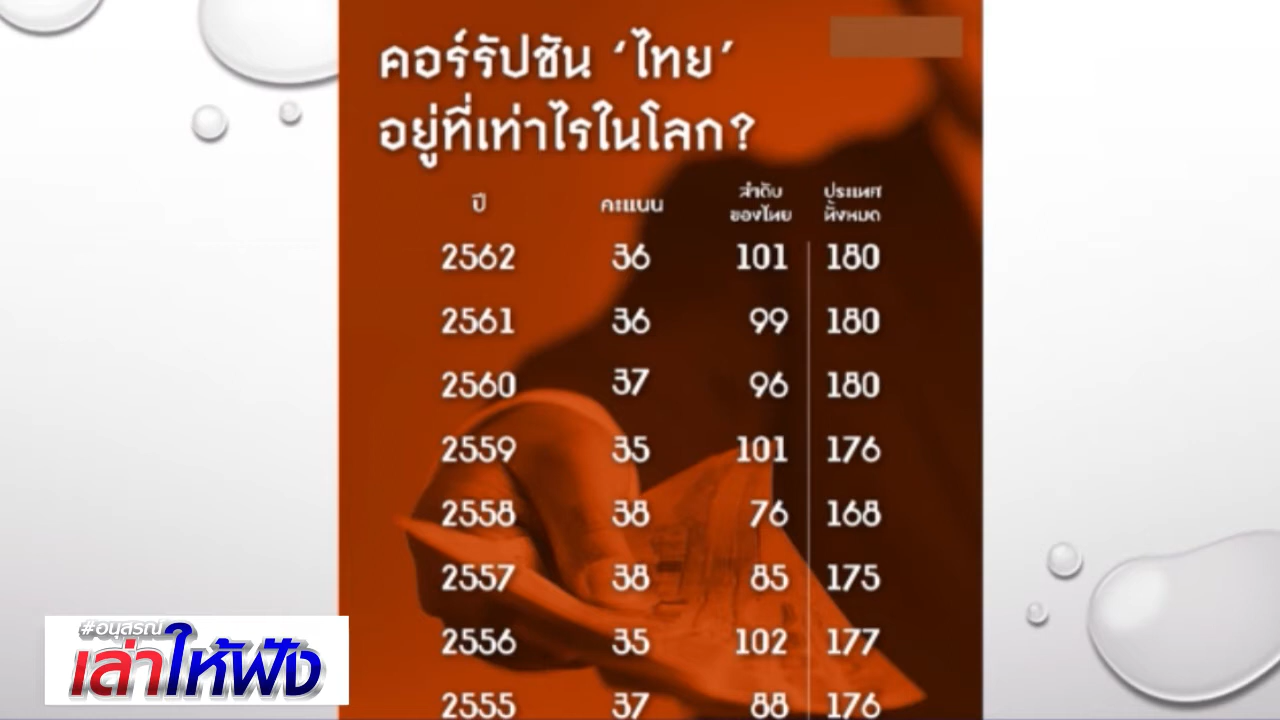 คอร์รัปชัน ‘ไทย’
อยู่ที่เท่าไรในโลก?
ปี คะแนน ลำดับของไทย ประเทศทั้งหมด
2562 36 101 180
2561 36 99 180
2560 37 96 180
2559 35 101 176
2558 38 76 168
2557 38 85 175
2556 35 102 177
2555 37 88 176
#อนุสรณ์
เล่าให้ฟัง